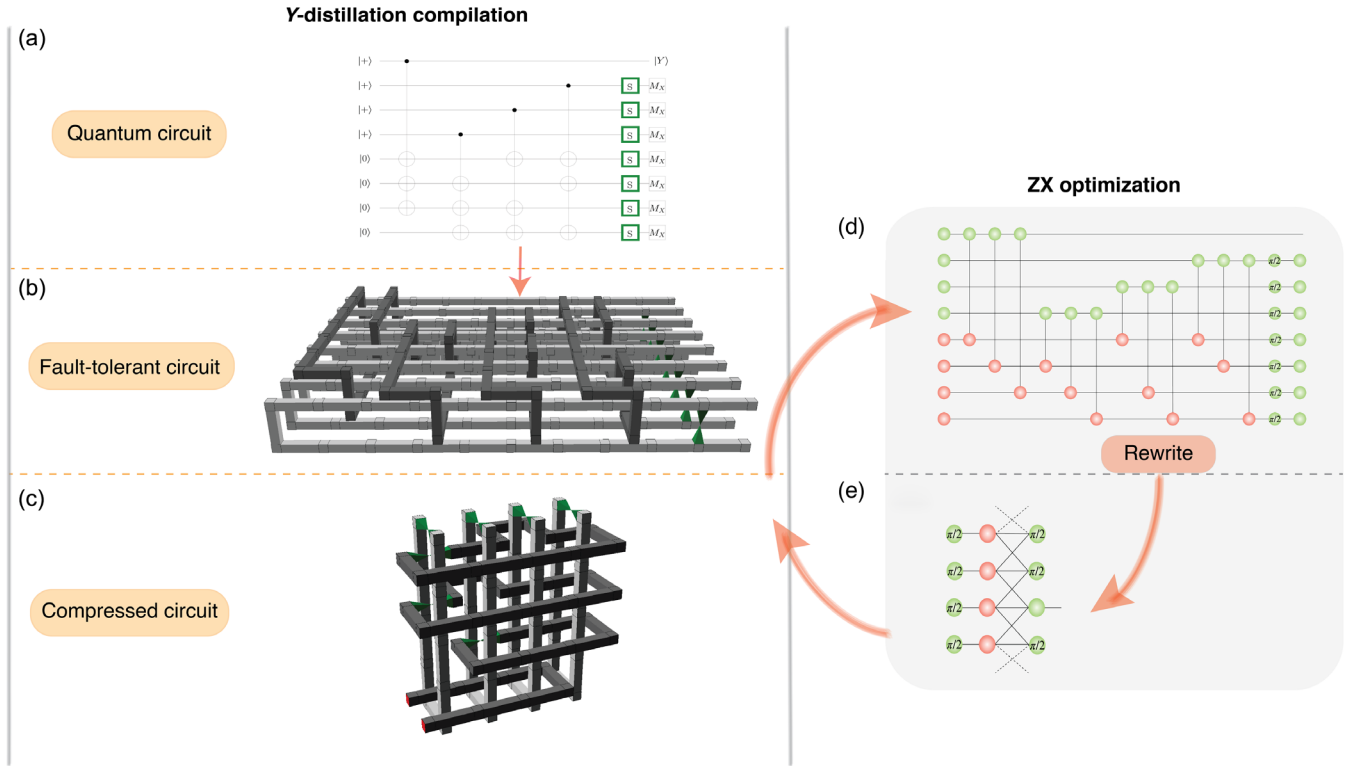 Y-distillation compilation
(a)
Quantum circuit
|+⟩ |Y⟩
|+⟩ S M_X
|+⟩ S M_X
|+⟩ S M_X
|0⟩ S M_X
|0⟩ S M_X
|0⟩ S M_X
|0⟩ S M_X
(b)
Fault-tolerant circuit
(c)
Compressed circuit
ZX optimization
(d)
π/2
π/2
π/2
π/2
π/2
π/2
π/2
Rewrite
(e)
π/2 π/2
π/2 π/2
π/2
π/2 π/2